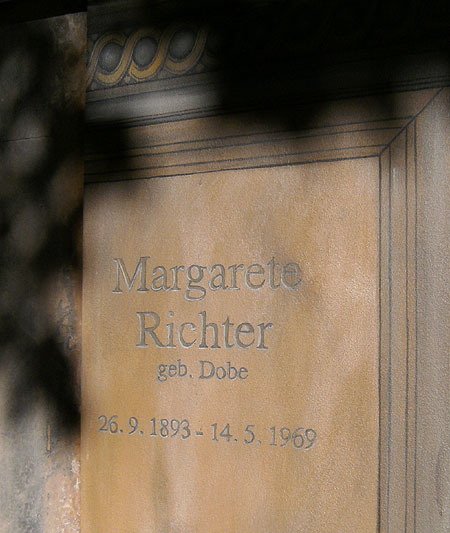 Margarete
Richter
geb. Dobe
26. 9. 1893 - 14. 5. 1969